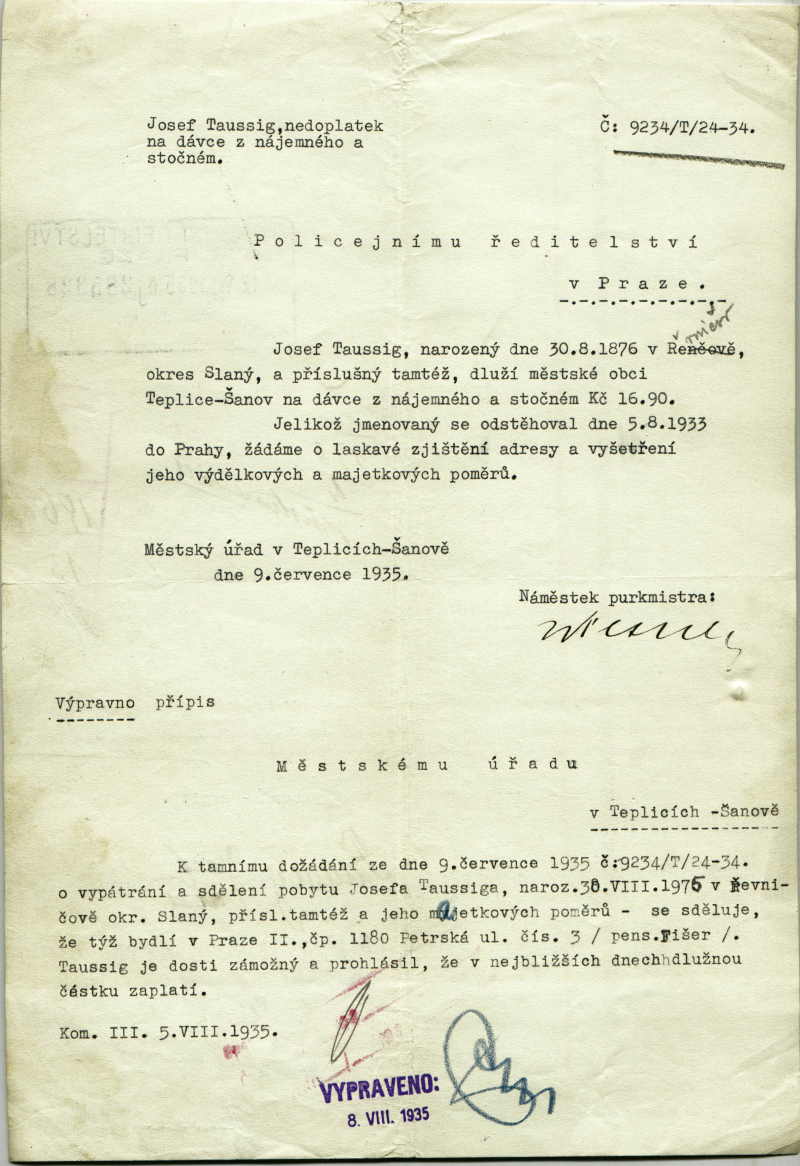 Josef Taussig,nedoplatek
na dávce z nájemného a
stočném.
Č: 9234/T/24-34.
Policejnímu ředitelství
v Praze.
Josef Taussig, narozený dne 30.8.1876 v Renčově,
okres Slaný, a příslušný tamtéž, dluží městské obci
Teplice-Šanov na dávce z nájemného a stočném Kč 16.90.
Jelikož jmenovaný se odstěhoval dne 5.8.1933
do Prahy, žádáme o laskavé zjištění adresy a vyšetření
jeho výdělkových a majetkových poměrů.
Městský úřad v Teplicích-Šanově
dne 9.července 1935.
Náměstek purkmistra:
Výpravno přípis
Městskému úřadu
v Teplicích -Šanově
K tamnímu dožádání ze dne 9.července 1935 č:9234/T/24-34.
o vypátrání a sdělení pobytu Josefa Taussiga, naroz.30.VIII.1975 v Řevni-
čově okr. Slaný, přísl.tamtéž a jeho majetkových poměrů - se sděluje,
že týž bydlí v Praze II.,čp. 1180 Petrská ul. čís. 3 / pens.Fišer /.
Taussig je dosti zámožný a prohlásil, že v nejbližších dnechhdlužnou
částku zaplatí.
Kom. III. 5.VIII.1935.
VYPRAVENO:
8. VIII. 1935